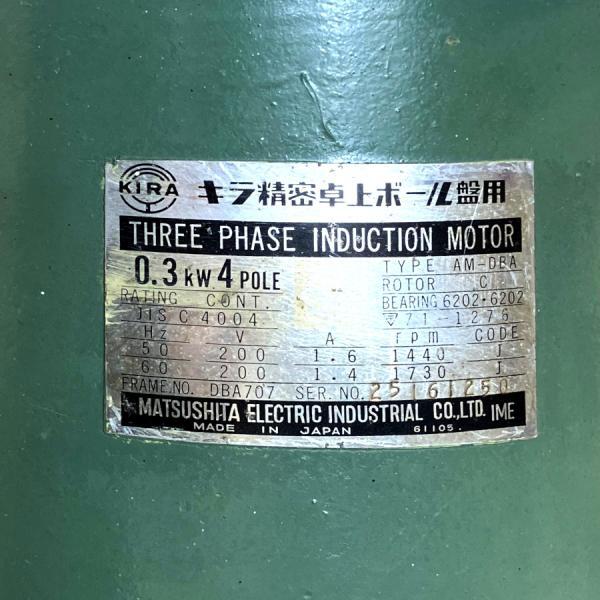 KIRA キラ精密卓上ボール盤用
THREE PHASE INDUCTION MOTOR
0.3 kW 4 POLE TYPE AM-DBA
ROTOR C
RATING CONT. BEARING 6202-6202
JIS C 4004 ▽71-1276
Hz V A rpm CODE
50 200 1.6 1440 J
60 200 1.4 1730 J
FRAME.NO. DBA707 SER.NO. 25161250
MATSUSHITA ELECTRIC INDUSTRIAL CO.,LTD. IME
MADE IN JAPAN 61105.